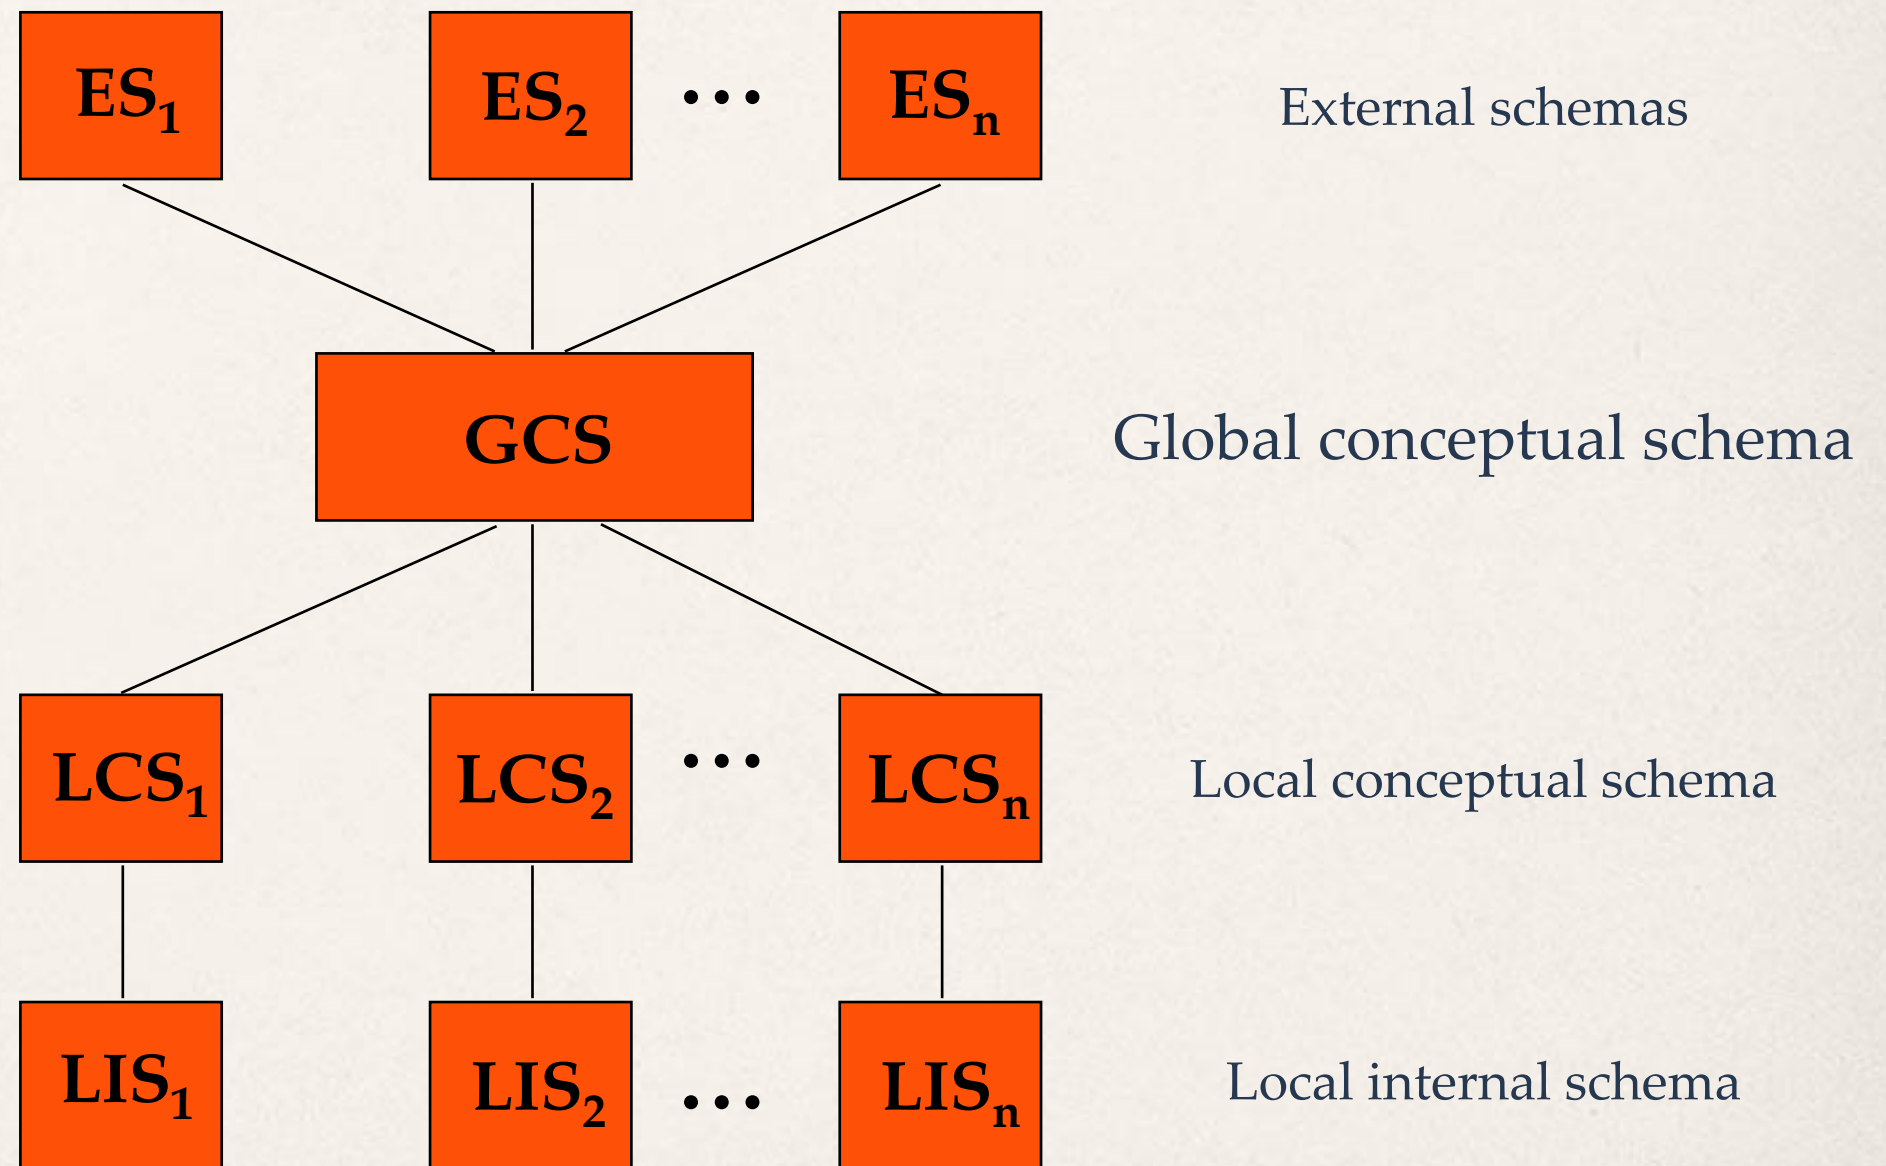 ES₁ ES₂ ... ESₙ External schemas
GCS Global conceptual schema
LCS₁ LCS₂ ... LCSₙ Local conceptual schema
LIS₁ LIS₂ ... LISₙ Local internal schema